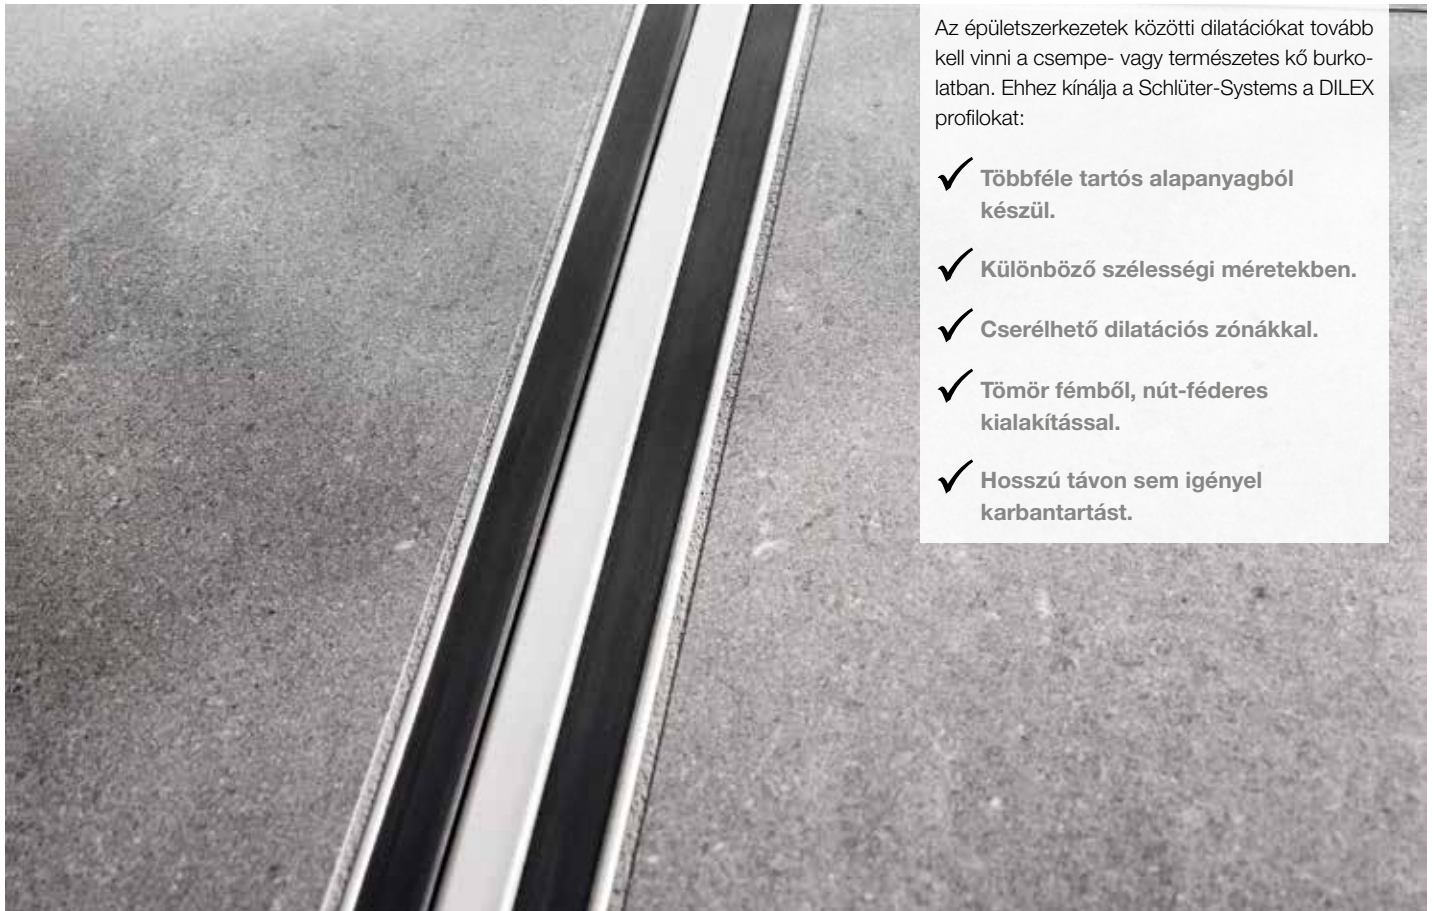 Az épületszerkezetek közötti dilatációkat tovább
kell vinni a csempe- vagy természetes kő burko-
latban. Ehhez kínálja a Schlüter-Systems a DILEX
profilokat:
Többféle tartós alapanyagból
készül.
Különböző szélességi méretekben.
Cserélhető dilatációs zónákkal.
Tömör fémből, nút-féderes
kialakítással.
Hosszú távon sem igényel
karbantartást.